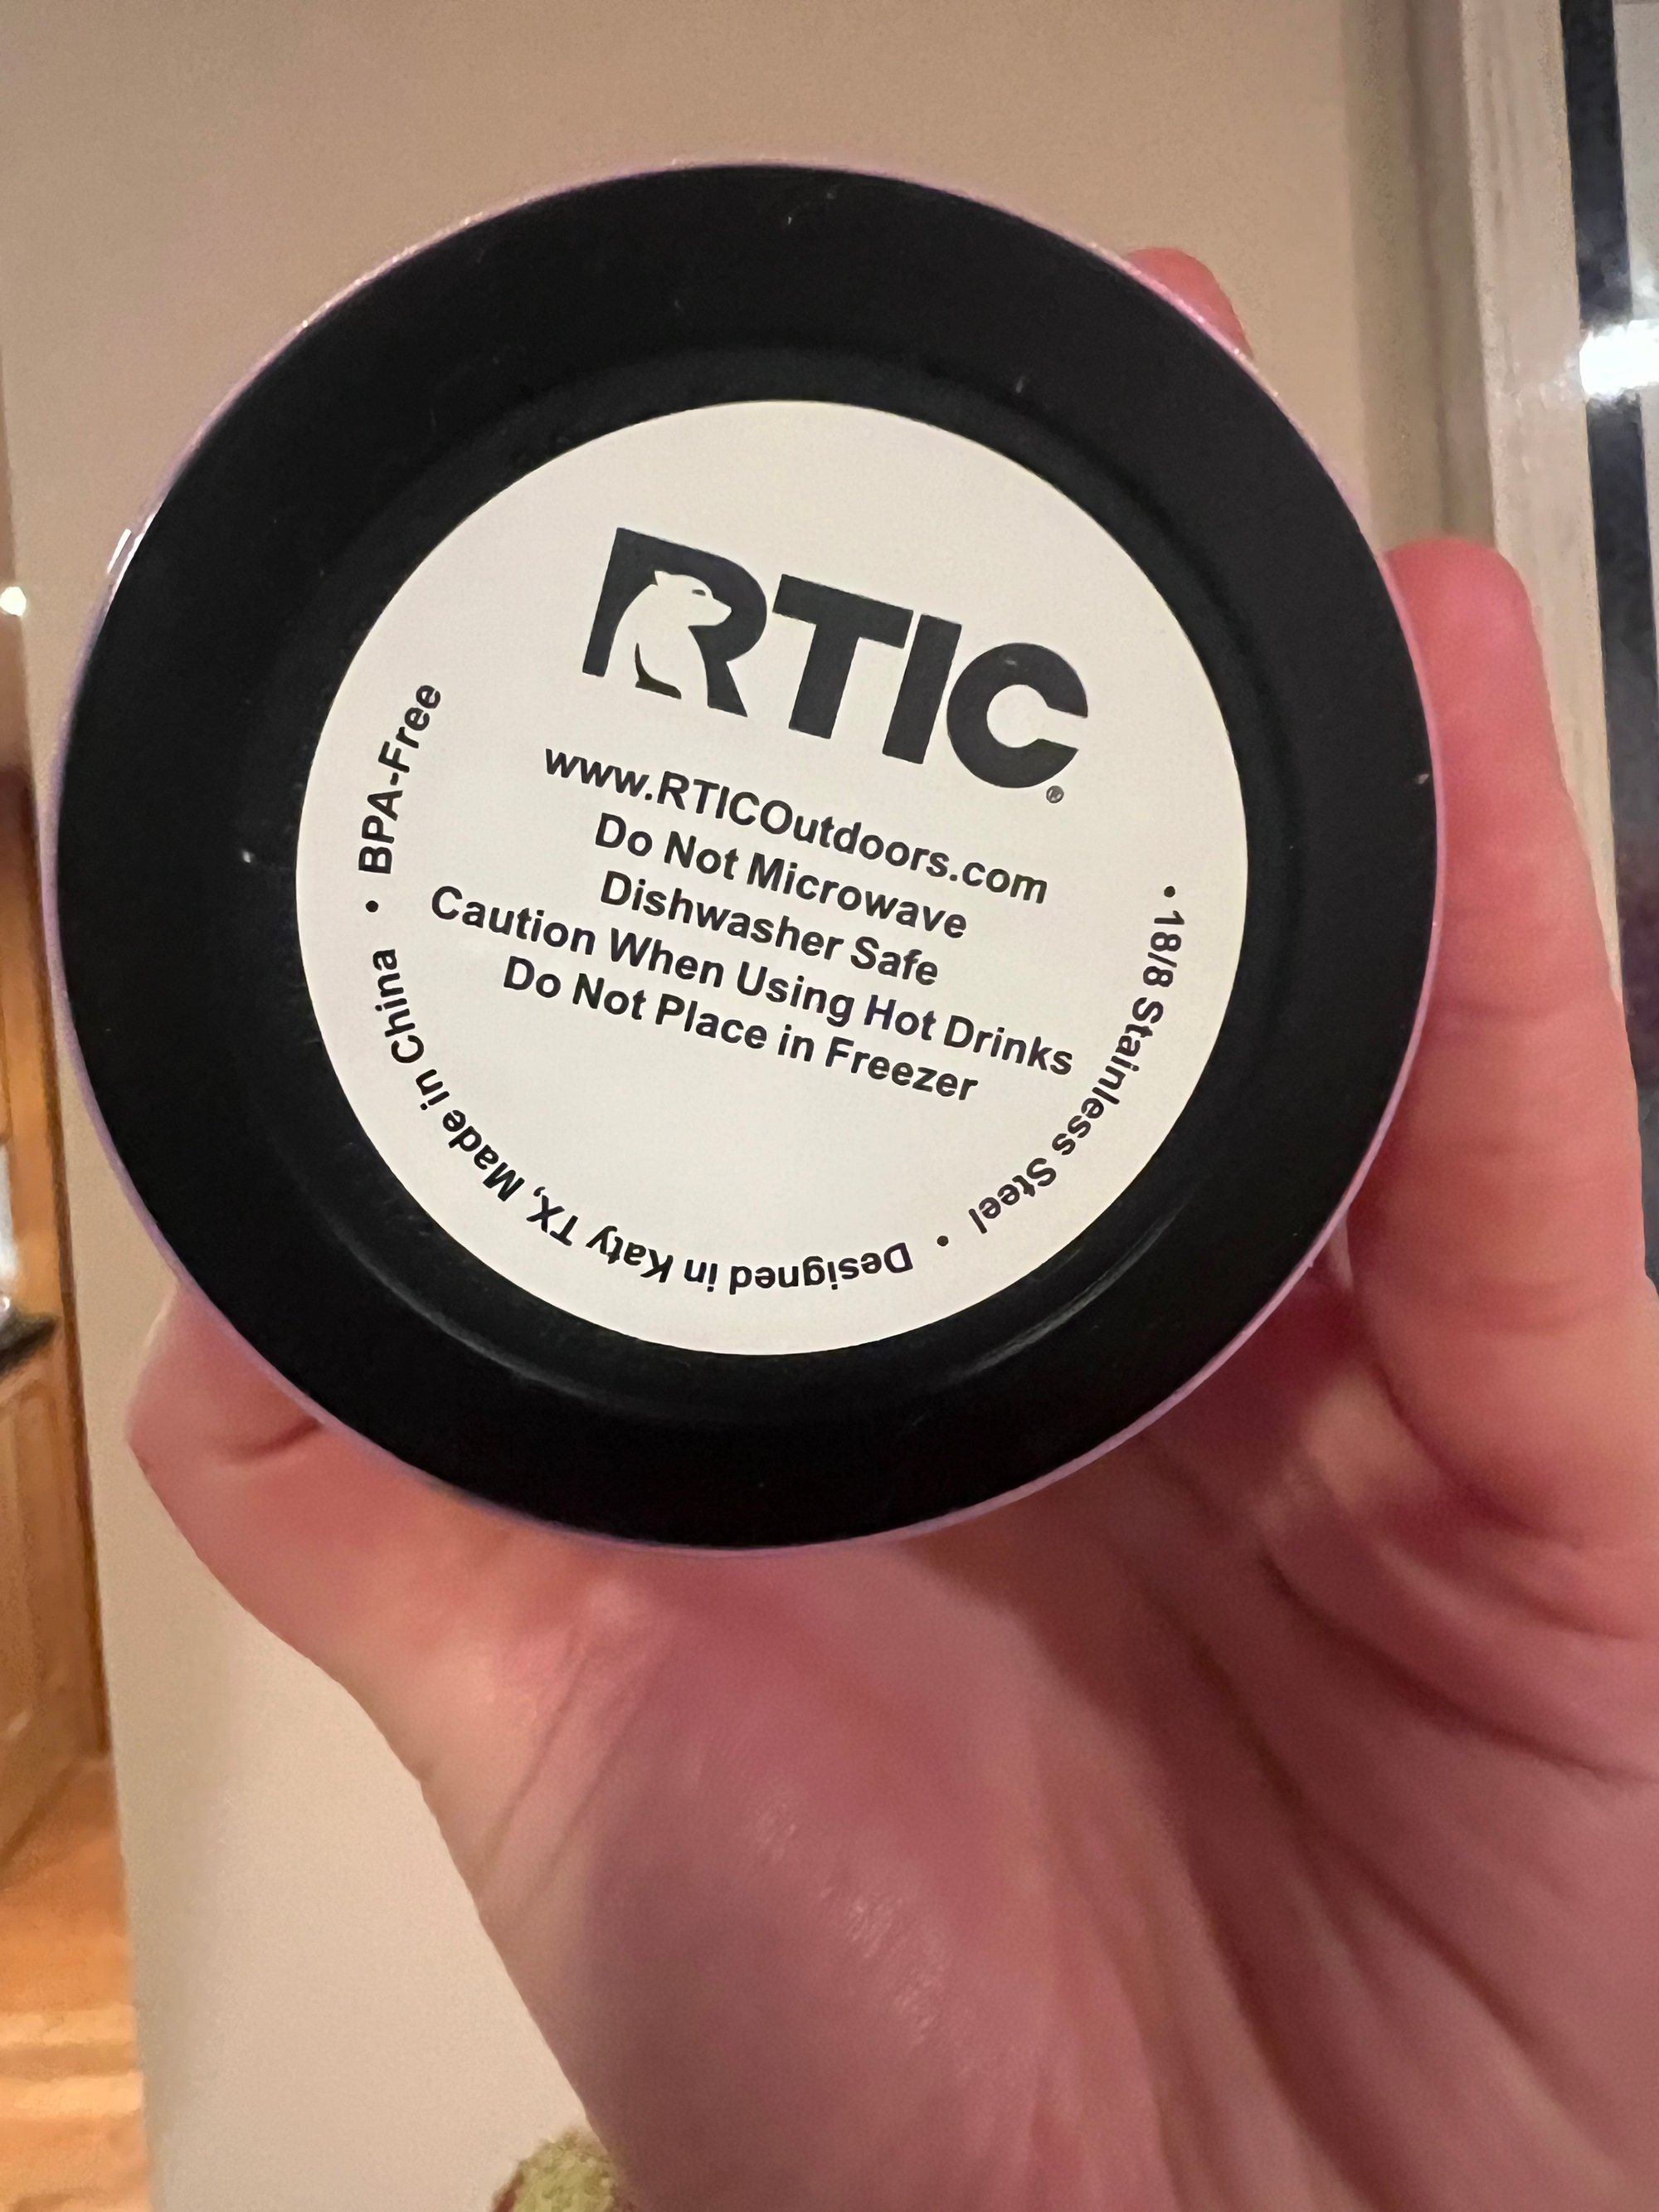 RTIC®
www.RTICOutdoors.com
Do Not Microwave
Dishwasher Safe
Caution When Using Hot Drinks
Do Not Place in Freezer
• 18/8 Stainless Steel • Designed in Katy TX, Made in China • BPA-Free